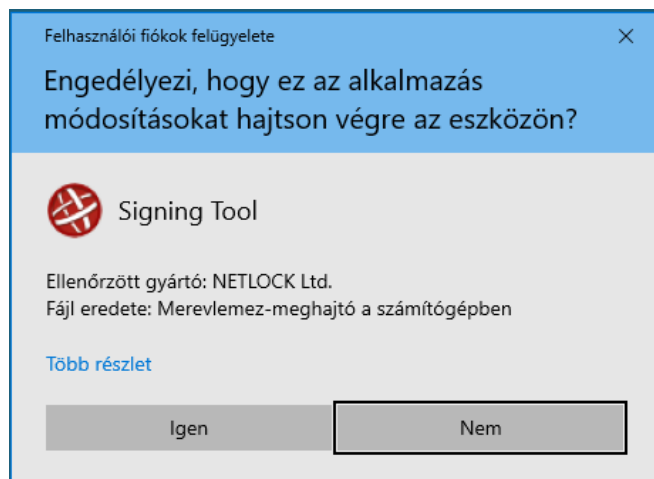 Felhasználói fiókok felügyelete
Engedélyezi, hogy ez az alkalmazás
módosításokat hajtson végre az eszközön?
Signing Tool
Ellenőrzött gyártó: NETLOCK Ltd.
Fájl eredete: Merevlemez-meghajtó a számítógépben
Több részlet
Igen
Nem